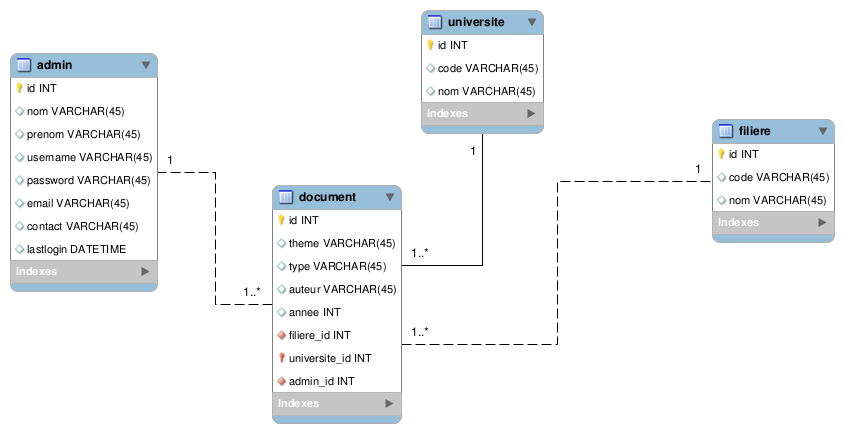 universite
id INT
code VARCHAR(45)
nom VARCHAR(45)
Indexes
admin
id INT
nom VARCHAR(45)
prenom VARCHAR(45)
username VARCHAR(45)
password VARCHAR(45)
email VARCHAR(45)
contact VARCHAR(45)
lastlogin DATETIME
Indexes
filiere
id INT
code VARCHAR(45)
nom VARCHAR(45)
Indexes
document
id INT
theme VARCHAR(45)
type VARCHAR(45)
auteur VARCHAR(45)
annee INT
filiere_id INT
universite_id INT
admin_id INT
Indexes
1
1..*
1
1..*
1
1..*